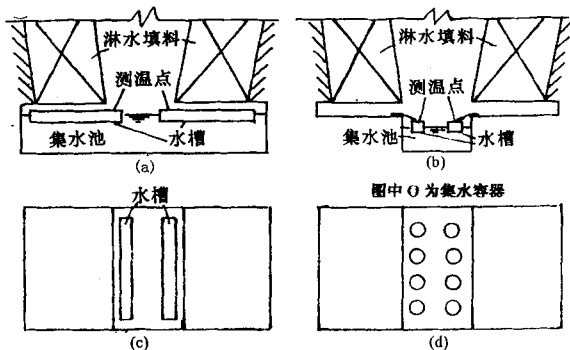 淋水填料
测温点
集水池
水槽
(a)
淋水填料
测温点
集水池
水槽
(b)
水槽
(c)
图中 O 为集水容器
(d)